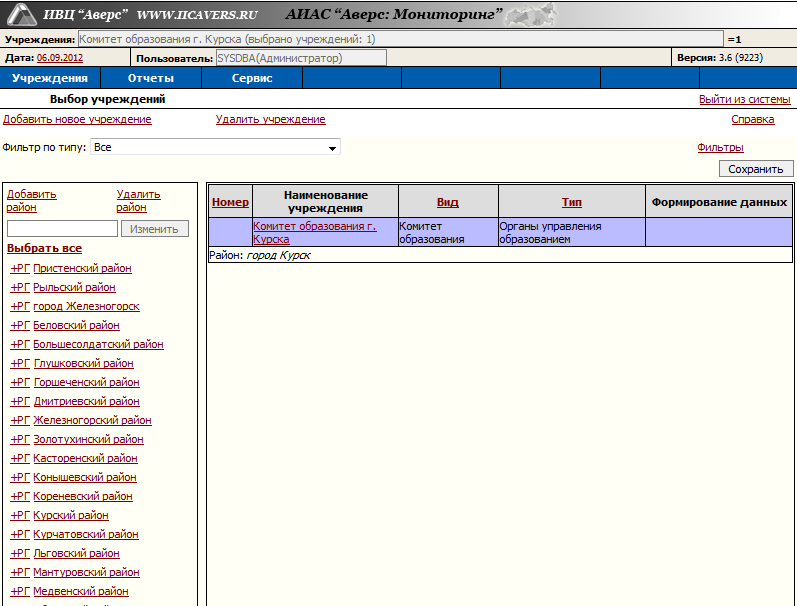 ИВЦ “Аверс” WWW.IICAVERS.RU АИАС “Аверс: Мониторинг”
Учреждения: Комитет образования г. Курска (выбрано учреждений: 1) =1
Дата: 06.09.2012 Пользователь: SYSDBA(Администратор) Версия: 3.6 (9223)
Учреждения Отчеты Сервис
Выбор учреждений Выйти из системы
Добавить новое учреждение Удалить учреждение Справка
Фильтр по типу: Все Фильтры
Сохранить
Добавить район Удалить район
Изменить
Выбрать все
+РГ Пристенский район
+РГ Рыльский район
+РГ город Железногорск
+РГ Беловский район
+РГ Большесолдатский район
+РГ Глушковский район
+РГ Горшеченский район
+РГ Дмитриевский район
+РГ Железногорский район
+РГ Золотухинский район
+РГ Касторенский район
+РГ Конышевский район
+РГ Кореневский район
+РГ Курский район
+РГ Курчатовский район
+РГ Льговский район
+РГ Мантуровский район
+РГ Медвенский район
Номер Наименование учреждения Вид Тип Формирование данных
Комитет образования г. Курска Комитет образования Органы управления образованием
Район: город Курск